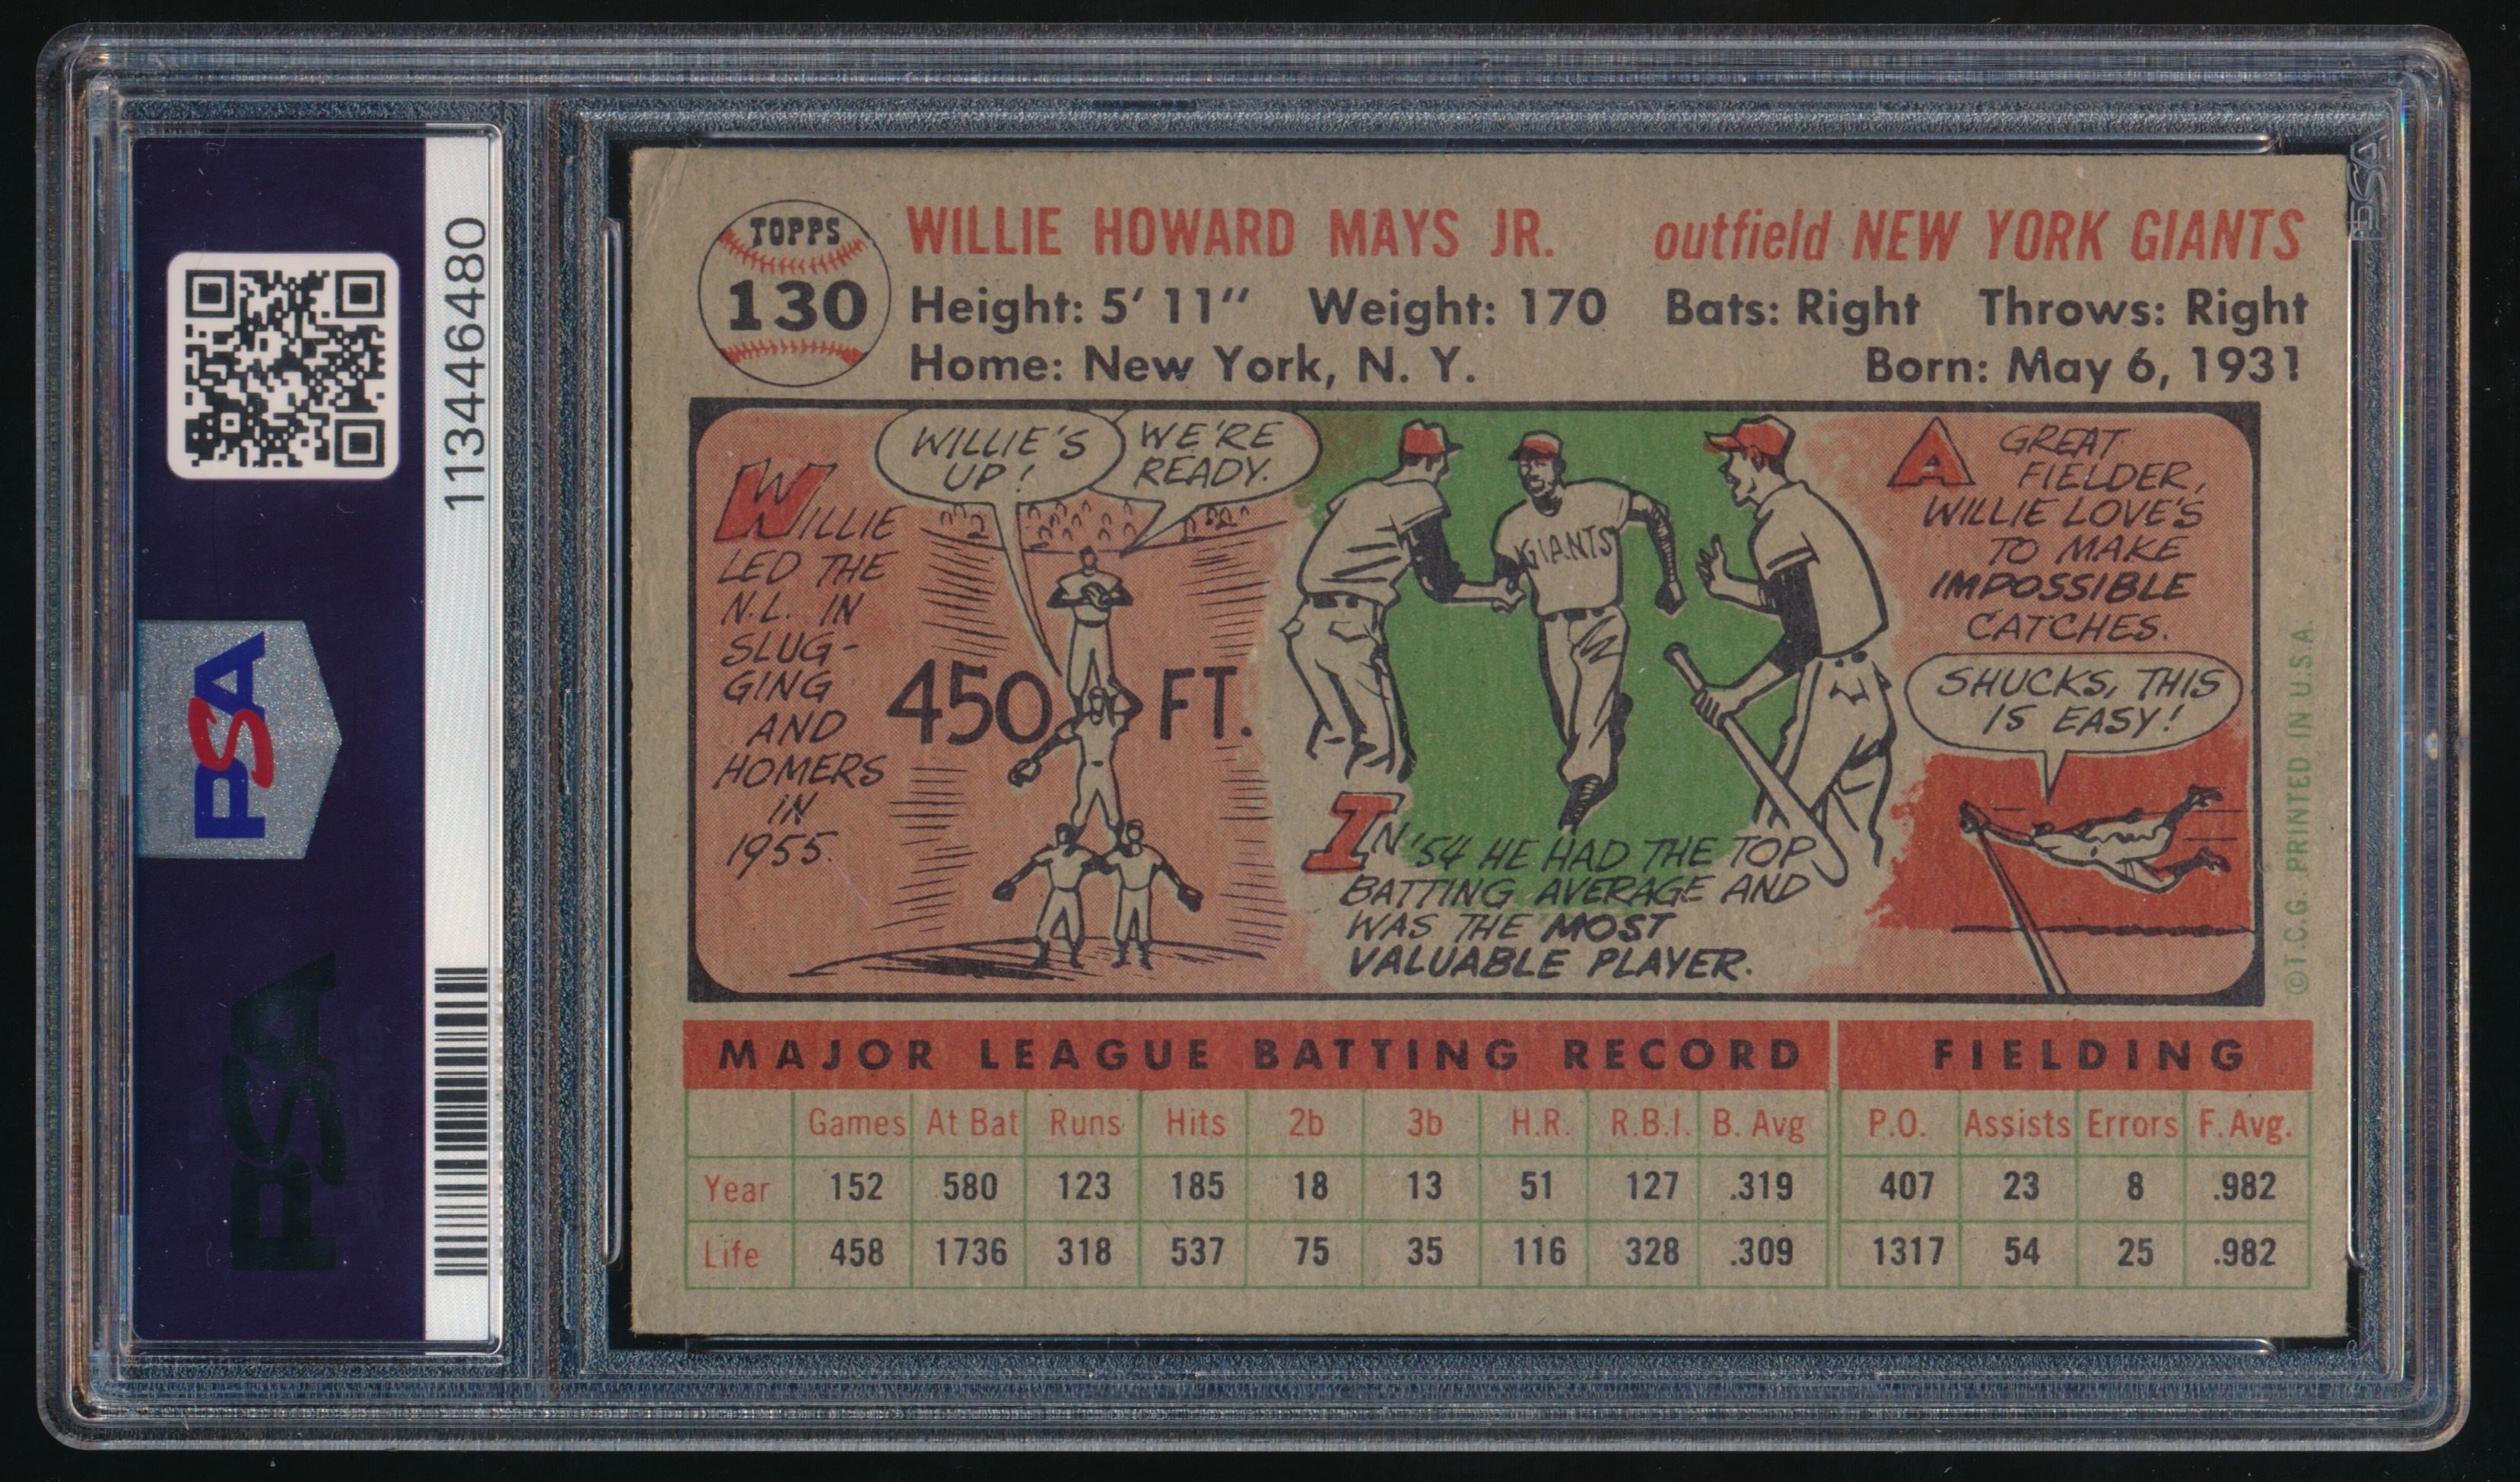 113446480
PSA
PSA
PSA
TOPPS
130
WILLIE HOWARD MAYS JR. outfield NEW YORK GIANTS
Height: 5' 11" Weight: 170 Bats: Right Throws: Right
Home: New York, N. Y. Born: May 6, 1931
WILLIE
LED THE
N.L. IN
SLUG-
GING
AND
HOMERS
IN
1955.
WILLIE'S
UP!
WE'RE
READY.
450 FT.
GIANTS
IN '54 HE HAD THE TOP
BATTING AVERAGE AND
WAS THE MOST
VALUABLE PLAYER.
A GREAT
FIELDER,
WILLIE LOVE'S
TO MAKE
IMPOSSIBLE
CATCHES.
SHUCKS, THIS
IS EASY!
©T.C.G. PRINTED IN U.S.A.
MAJOR LEAGUE BATTING RECORD FIELDING
Games At Bat Runs Hits 2b 3b H.R. R.B.I. B. Avg P.O. Assists Errors F. Avg.
Year 152 580 123 185 18 13 51 127 .319 407 23 8 .982
Life 458 1736 318 537 75 35 116 328 .309 1317 54 25 .982